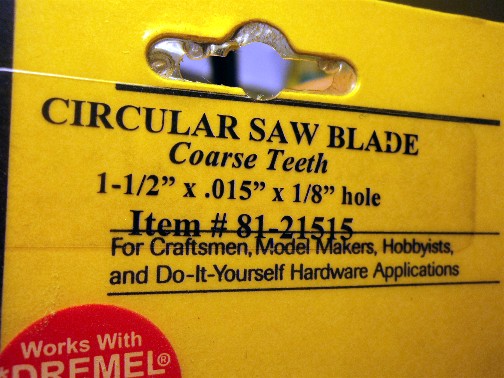 CIRCULAR SAW BLADE
Coarse Teeth
1-1/2” x .015” x 1/8” hole
Item # 81-21515
For Craftsmen, Model Makers, Hobbyists,
and Do-It-Yourself Hardware Applications
Works With
*DREMEL®